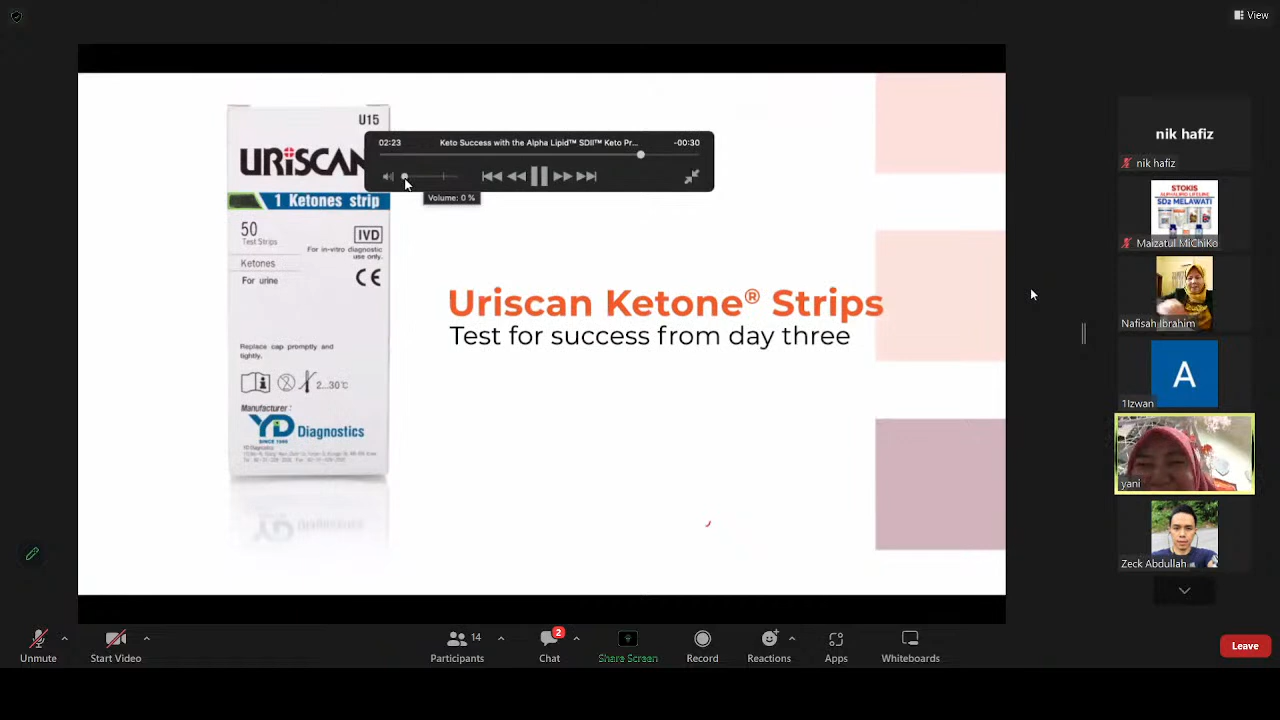 View
U15
URiSCAN
1 Ketones strip
50
Test Strips
IVD
For in-vitro diagnostic
use only.
Ketones
For urine
CE
Replace cap promptly and
tightly.
2...30°C
Manufacturer :
YD Diagnostics
SINCE
02:23
Keto Success with the Alpha Lipid™ SDII™ Keto Pr...
-00:30
Volume: 0 %
Uriscan Ketone® Strips
Test for success from day three
nik hafiz
nik hafiz
STOKIS
ALPHALIPID LIFELINE
SD2 MELAWATI
Maizatul MiChiKo
Nafisah Ibrahim
A
1Izwan
yani
Zeck Abdullah
Unmute
Start Video
14
Participants
2
Chat
Share Screen
Record
Reactions
Apps
Whiteboards
Leave